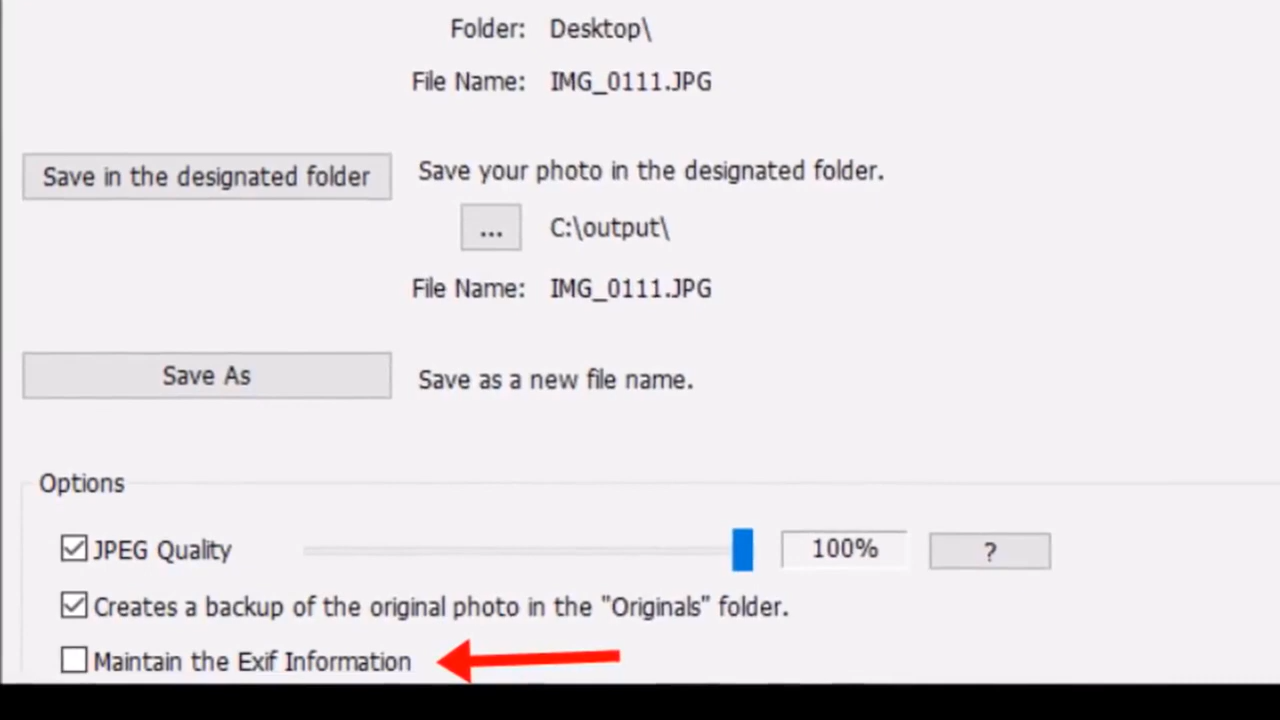 Folder: Desktop\
File Name: IMG_0111.JPG
Save in the designated folder Save your photo in the designated folder.
... C:\output\
File Name: IMG_0111.JPG
Save As Save as a new file name.
Options
JPEG Quality 100% ?
Creates a backup of the original photo in the "Originals" folder.
Maintain the Exif Information